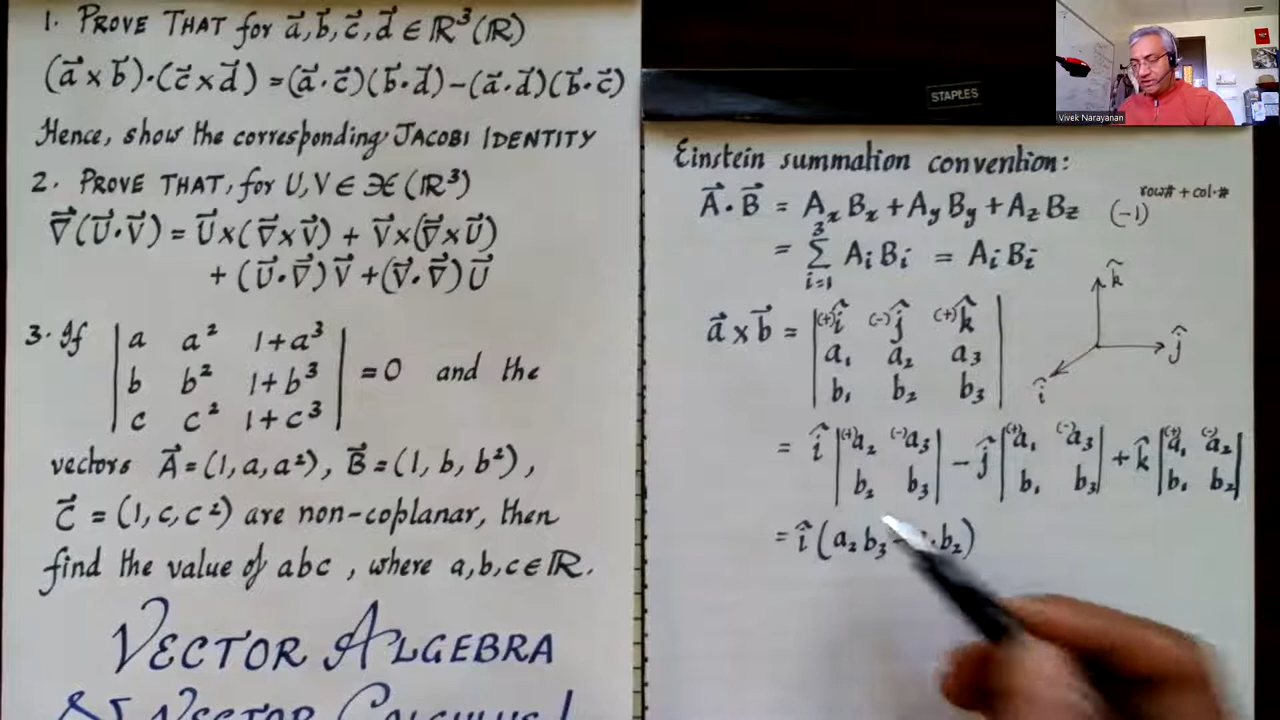 1. PROVE THAT for a⃗, b⃗, c⃗, d⃗ ∈ ℝ³(ℝ)
(a⃗ × b⃗)·(c⃗ × d⃗) = (a⃗·c⃗)(b⃗·d⃗) − (a⃗·d⃗)(b⃗·c⃗)
Hence, show the corresponding JACOBI IDENTITY
2. PROVE THAT, for U, V ∈ 𝔛(ℝ³)
∇⃗(U⃗·V⃗) = U⃗×(∇⃗×V⃗) + V⃗×(∇⃗×U⃗)
+ (U⃗·∇⃗)V⃗ + (V⃗·∇⃗)U⃗
3. If | a a² 1+a³ |
| b b² 1+b³ | = 0 and the
| c c² 1+c³ |
vectors A⃗ = (1, a, a²), B⃗ = (1, b, b²),
C⃗ = (1, c, c²) are non-coplanar, then
find the value of abc, where a, b, c ∈ ℝ.
VECTOR ALGEBRA
& VECTOR CALCULUS!
STAPLES
Vivek Narayanan
Einstein summation convention:
A⃗·B⃗ = AₓBₓ + A_yB_y + A_zB_z (−1)^(row# + col·#)
= Σ_{i=1}^{3} AᵢBᵢ = AᵢBᵢ
k̂
ĵ
î
a⃗ × b⃗ = | (+)î (−)ĵ (+)k̂ |
| a₁ a₂ a₃ |
| b₁ b₂ b₃ |
= î | (+)a₂ (−)a₃ | − ĵ | (+)a₁ (−)a₃ | + k̂ | (+)a₁ (−)a₂ |
| b₂ b₃ | | b₁ b₃ | | b₁ b₂ |
= î (a₂b₃ − b₂)